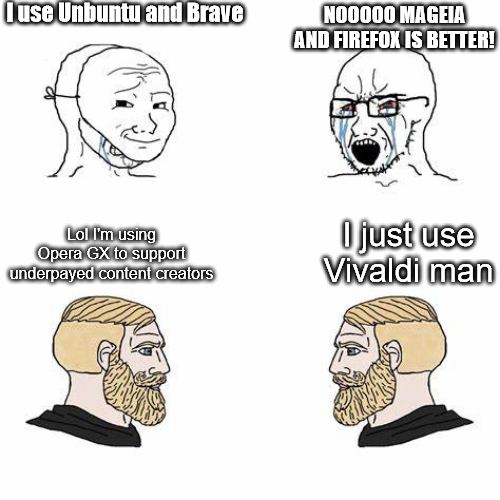 I use Unbuntu and Brave
NOOOOO MAGEIA
AND FIREFOX IS BETTER!
Lol I'm using
Opera GX to support
underpayed content creators
I just use
Vivaldi man